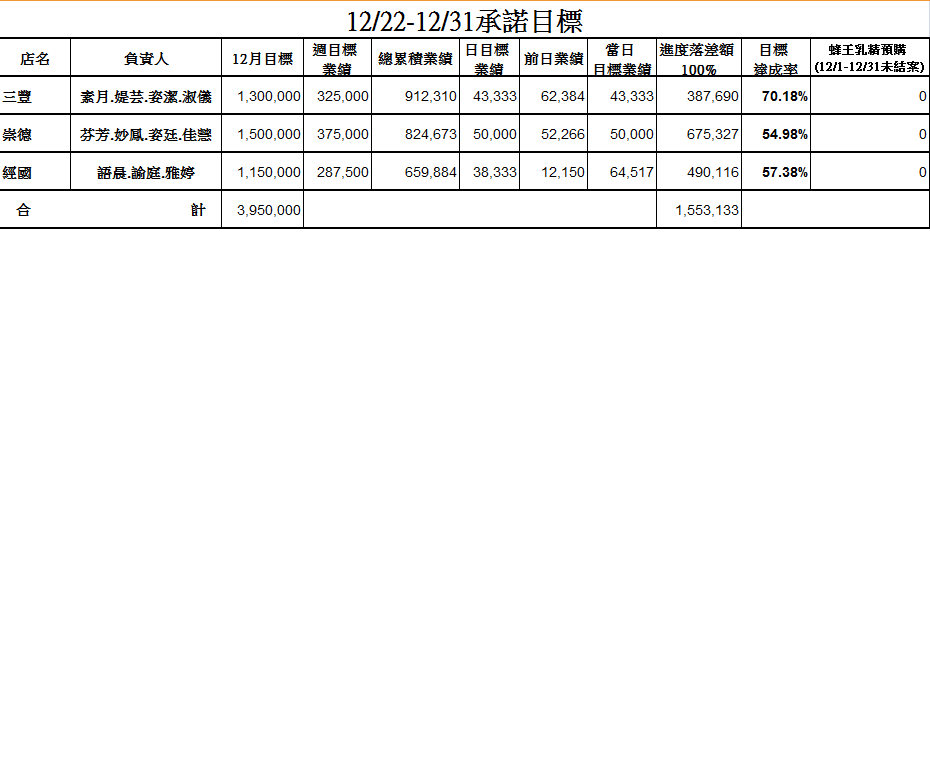 12/22-12/31承諾目標
店名 負責人 12月目標 週目標業績 總累積業績 日目標業績 前日業績 當日目標業績 進度落差額100% 目標達成率 蜂王乳精預購(12/1-12/31未結案)
三豐 素月.媞芸.姿潔.淑儀 1,300,000 325,000 912,310 43,333 62,384 43,333 387,690 70.18% 0
崇德 芬芳.妙鳳.姿廷.佳慧 1,500,000 375,000 824,673 50,000 52,266 50,000 675,327 54.98% 0
經國 語晨.諭庭.雅婷 1,150,000 287,500 659,884 38,333 12,150 64,517 490,116 57.38% 0
合計 3,950,000 1,553,133